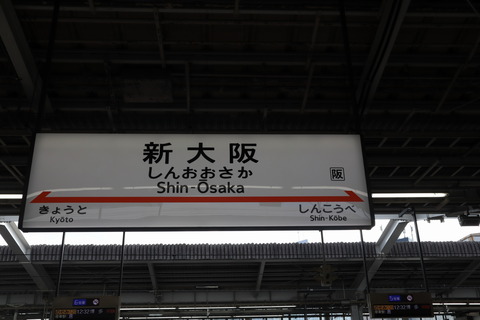 新大阪
しんおおさか
Shin-Ōsaka
阪
きょうと
Kyōto
しんこうべ
Shin-Kōbe